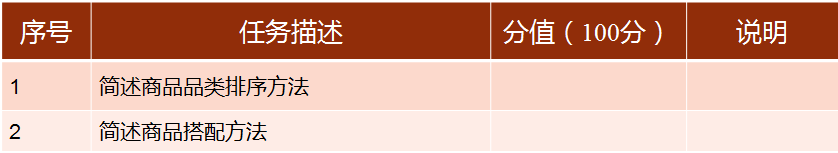 序号 任务描述 分值（100分） 说明
1 简述商品品类排序方法
2 简述商品搭配方法